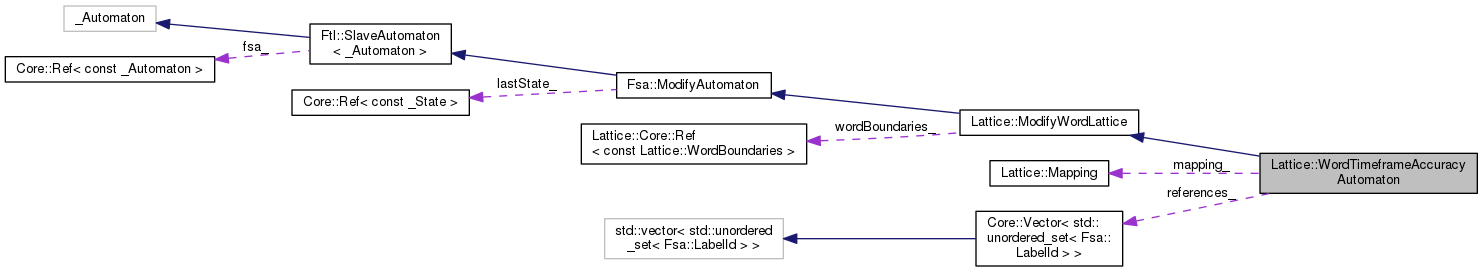 _Automaton
Ftl::SlaveAutomaton
< _Automaton >
fsa_
Core::Ref< const _Automaton >
Fsa::ModifyAutomaton
lastState_
Core::Ref< const _State >
Lattice::ModifyWordLattice
wordBoundaries_
Lattice::Core::Ref
< const Lattice::WordBoundaries >
Lattice::WordTimeframeAccuracy
Automaton
mapping_
Lattice::Mapping
references_
Core::Vector< std::
unordered_set< Fsa::
LabelId > >
std::vector< std::unordered
_set< Fsa::LabelId > >